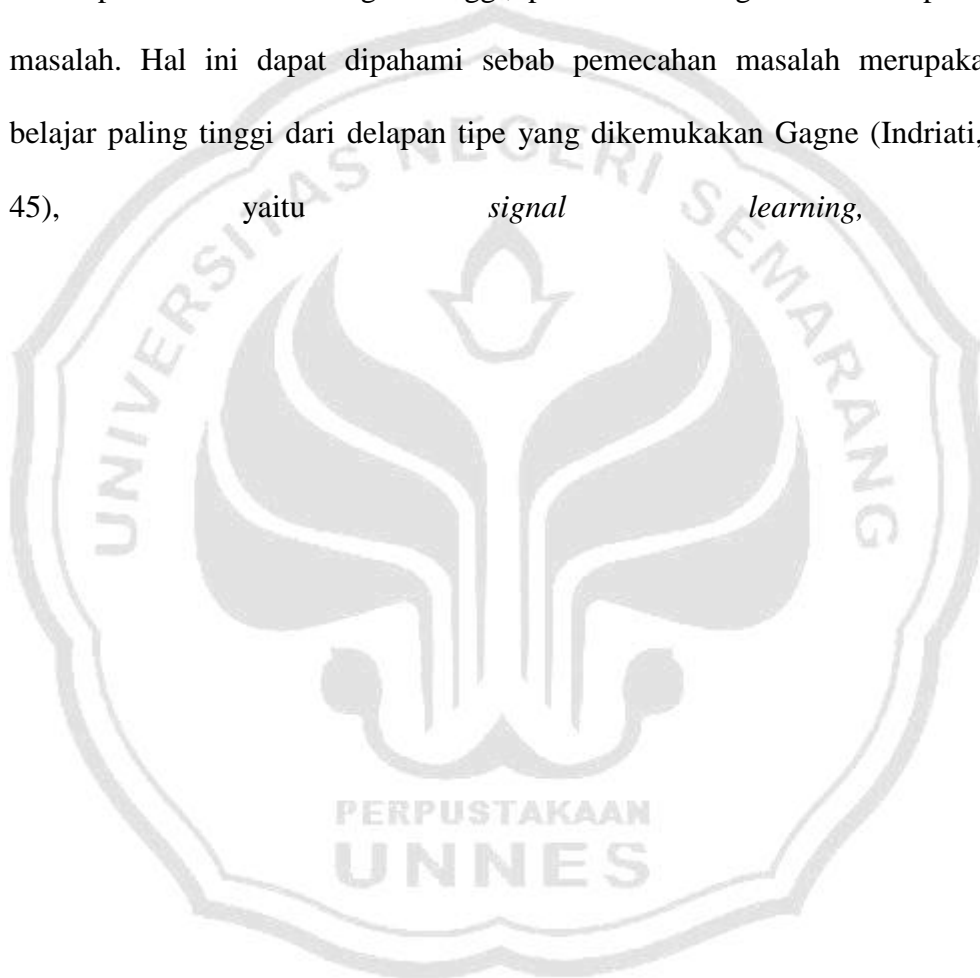 masalah. Hal ini dapat dipahami sebab pemecahan masalah merupaka
belajar paling tinggi dari delapan tipe yang dikemukakan Gagne (Indriati,
45), yaitu signal learning,
UNIVERSITAS NEGERI SEMARANG
PERPUSTAKAAN
UNNES